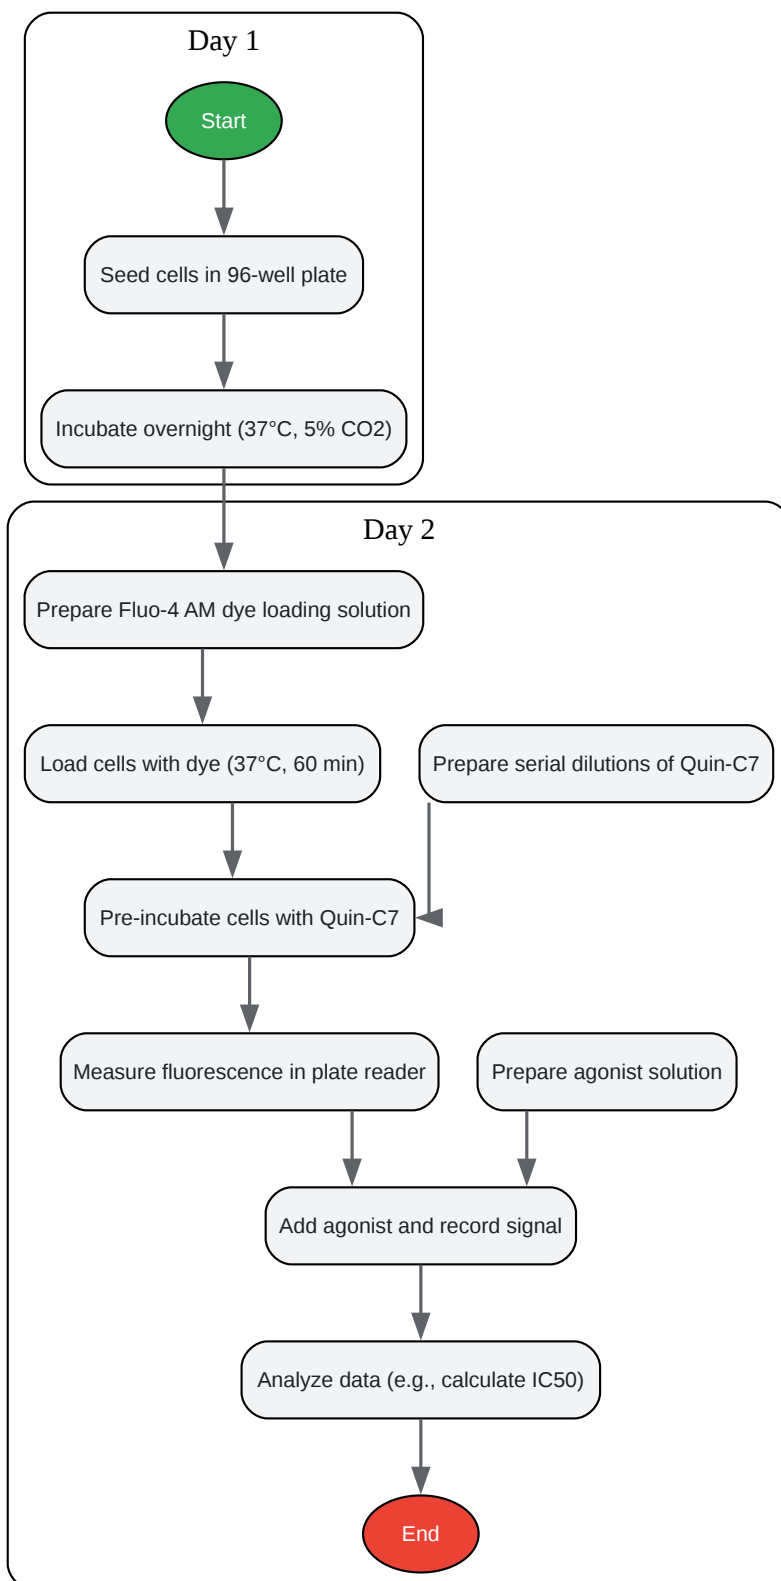 Day 1
Start
Seed cells in 96-well plate
Incubate overnight (37°C, 5% CO2)
Day 2
Prepare Fluo-4 AM dye loading solution
Load cells with dye (37°C, 60 min)
Prepare serial dilutions of Quin-C7
Pre-incubate cells with Quin-C7
Measure fluorescence in plate reader
Prepare agonist solution
Add agonist and record signal
Analyze data (e.g., calculate IC50)
End